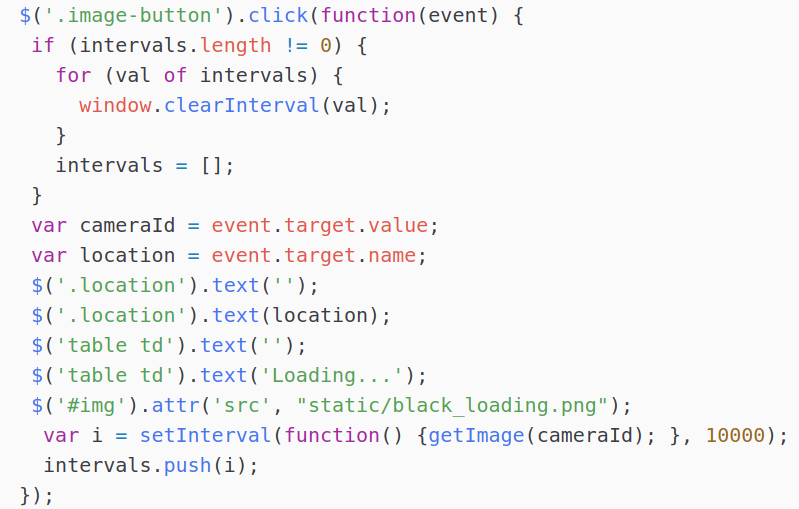 $('.image-button').click(function(event) {
if (intervals.length != 0) {
for (val of intervals) {
window.clearInterval(val);
}
intervals = [];
}
var cameraId = event.target.value;
var location = event.target.name;
$('.location').text('');
$('.location').text(location);
$('table td').text('');
$('table td').text('Loading...');
$('#img').attr('src', "static/black_loading.png");
var i = setInterval(function() {getImage(cameraId); }, 10000);
intervals.push(i);
});